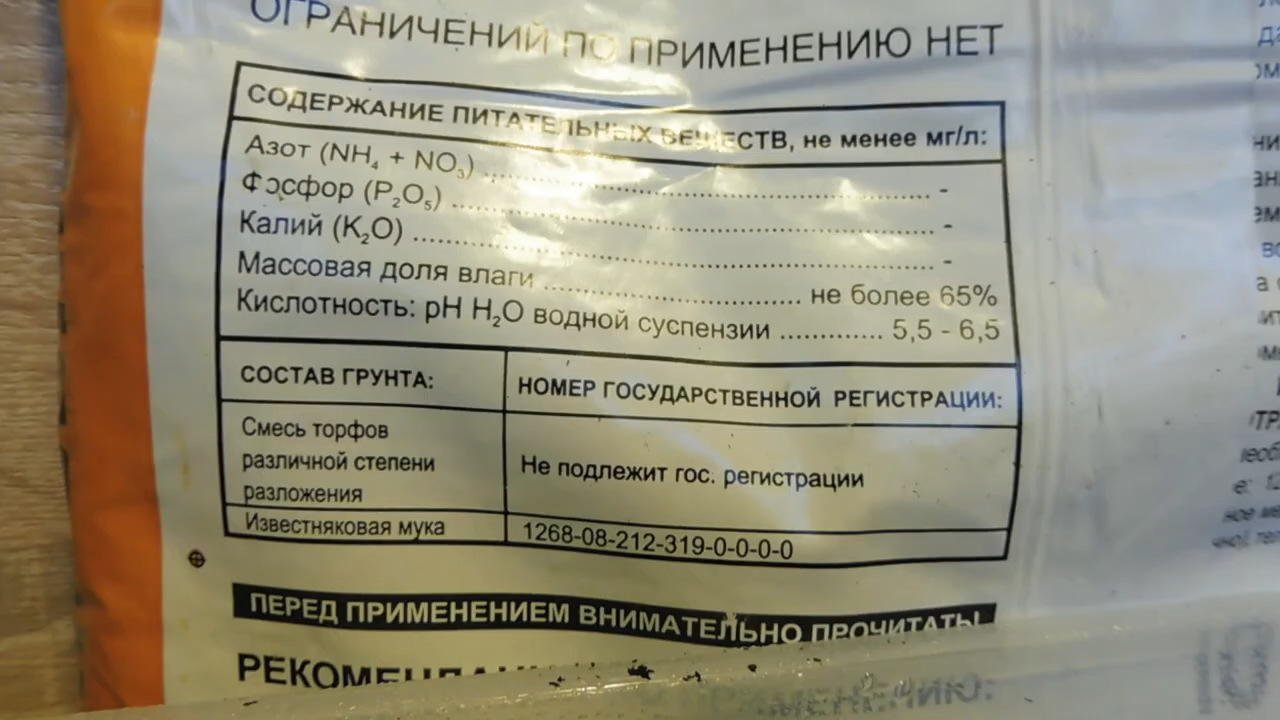 ОГРАНИЧЕНИЙ ПО ПРИМЕНЕНИЮ НЕТ
СОДЕРЖАНИЕ ПИТАТЕЛЬНЫХ ВЕЩЕСТВ, не менее мг/л:
Азот (NH₄ + NO₃) ........................ -
Фосфор (P₂O₅) ........................ -
Калий (K₂O) ........................ -
Массовая доля влаги ........................ не более 65%
Кислотность: pH H₂O водной суспензии ............ 5,5 - 6,5
СОСТАВ ГРУНТА:
НОМЕР ГОСУДАРСТВЕННОЙ РЕГИСТРАЦИИ:
Смесь торфов
различной степени
разложения
Не подлежит гос. регистрации
Известняковая мука
1268-08-212-319-0-0-0-0
ПЕРЕД ПРИМЕНЕНИЕМ ВНИМАТЕЛЬНО ПРОЧИТАТЬ!